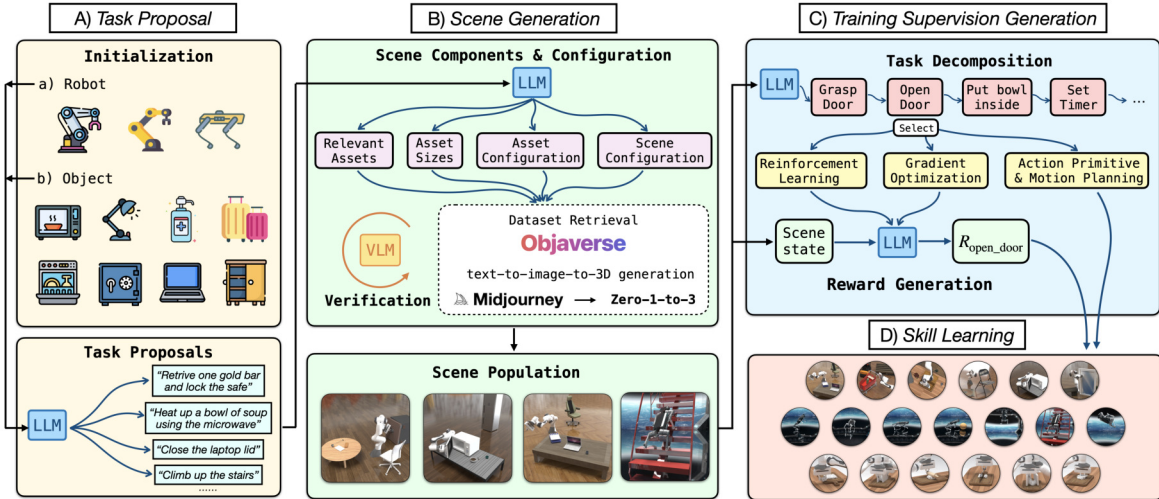 A) Task Proposal
Initialization
a) Robot
b) Object
Task Proposals
LLM
“Retrive one gold bar
and lock the safe”
“Heat up a bowl of soup
using the microwave”
“Close the laptop lid”
“Climb up the stairs”
......
B) Scene Generation
Scene Components & Configuration
LLM
Relevant
Assets
Asset
Sizes
Asset
Configuration
Scene
Configuration
VLM
Verification
Dataset Retrieval
Objaverse
text-to-image-to-3D generation
Midjourney
Zero-1-to-3
Scene Population
C) Training Supervision Generation
Task Decomposition
LLM
Grasp
Door
Open
Door
Put bowl
inside
Set
Timer
...
Select
Reinforcement
Learning
Gradient
Optimization
Action Primitive
& Motion Planning
Scene
state
LLM
R_open_door
Reward Generation
D) Skill Learning